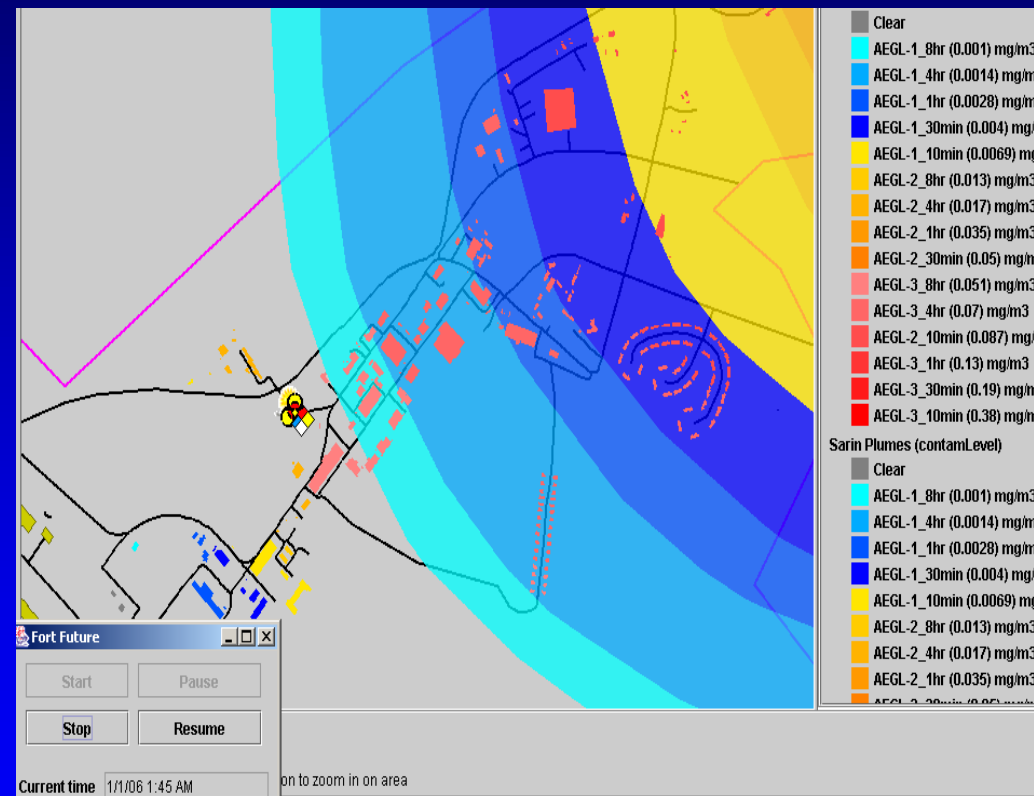 Clear
AEGL-1_8hr (0.001) mg/m3
AEGL-1_4hr (0.0014) mg/m
AEGL-1_1hr (0.0028) mg/m
AEGL-1_30min (0.004) mg/
AEGL-1_10min (0.0069) mg
AEGL-2_8hr (0.013) mg/m3
AEGL-2_4hr (0.017) mg/m3
AEGL-2_1hr (0.035) mg/m3
AEGL-2_30min (0.05) mg/m
AEGL-3_8hr (0.051) mg/m3
AEGL-3_4hr (0.07) mg/m3
AEGL-2_10min (0.087) mg/
AEGL-3_1hr (0.13) mg/m3
AEGL-3_30min (0.19) mg/m
AEGL-3_10min (0.38) mg/m
Sarin Plumes (contamLevel)
Clear
AEGL-1_8hr (0.001) mg/m3
AEGL-1_4hr (0.0014) mg/m
AEGL-1_1hr (0.0028) mg/m
AEGL-1_30min (0.004) mg/
AEGL-1_10min (0.0069) mg
AEGL-2_8hr (0.013) mg/m3
AEGL-2_4hr (0.017) mg/m3
AEGL-2_1hr (0.035) mg/m3
Fort Future
Start Pause
Stop Resume
Current time 1/1/06 1:45 AM
on to zoom in on area